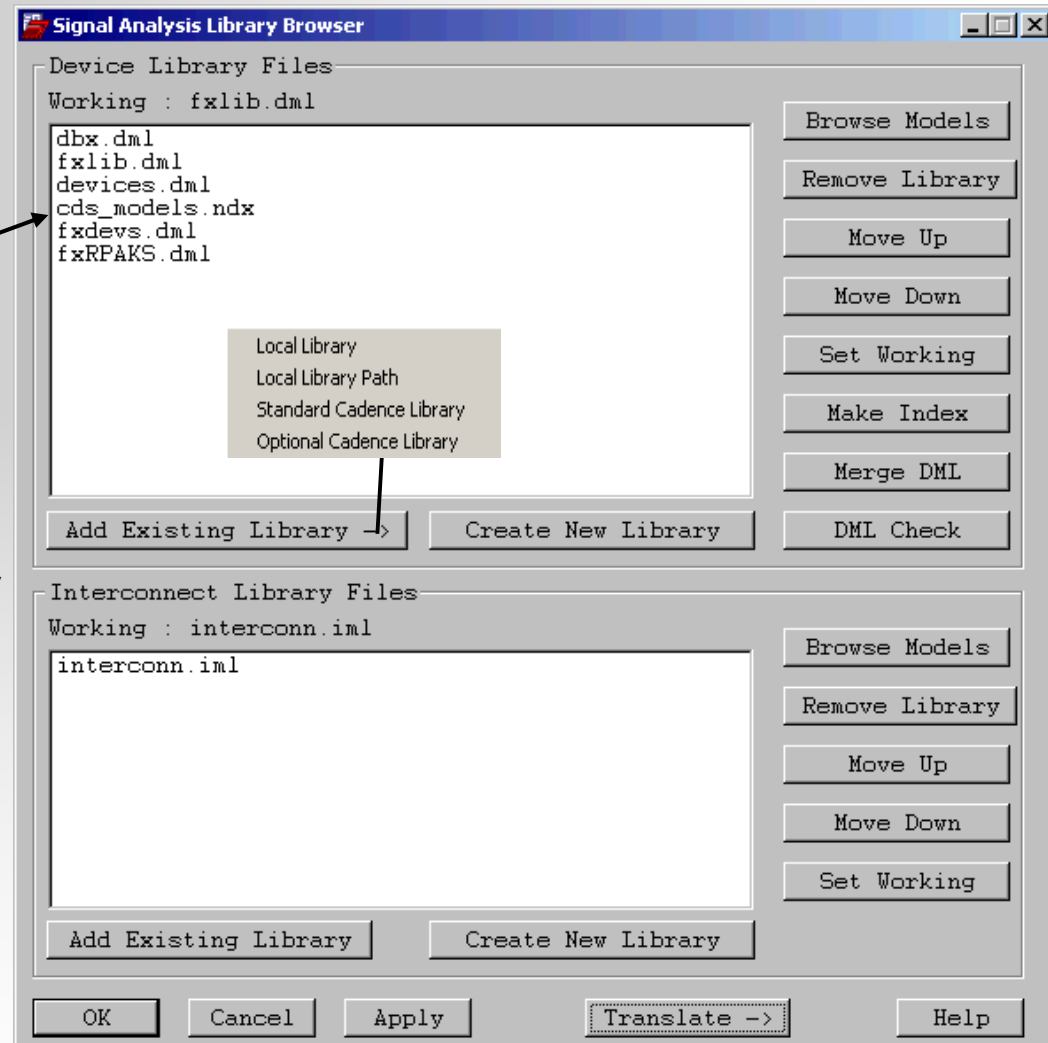 Signal Analysis Library Browser
Device Library Files
Working : fxlib.dml
dbx.dml
fxlib.dml
devices.dml
cds_models.ndx
fxdevs.dml
fxRPAKS.dml
Local Library
Local Library Path
Standard Cadence Library
Optional Cadence Library
Add Existing Library ->
Create New Library
Browse Models
Remove Library
Move Up
Move Down
Set Working
Make Index
Merge DML
DML Check
Interconnect Library Files
Working : interconn.iml
interconn.iml
Add Existing Library
Create New Library
Browse Models
Remove Library
Move Up
Move Down
Set Working
OK
Cancel
Apply
Translate ->
Help